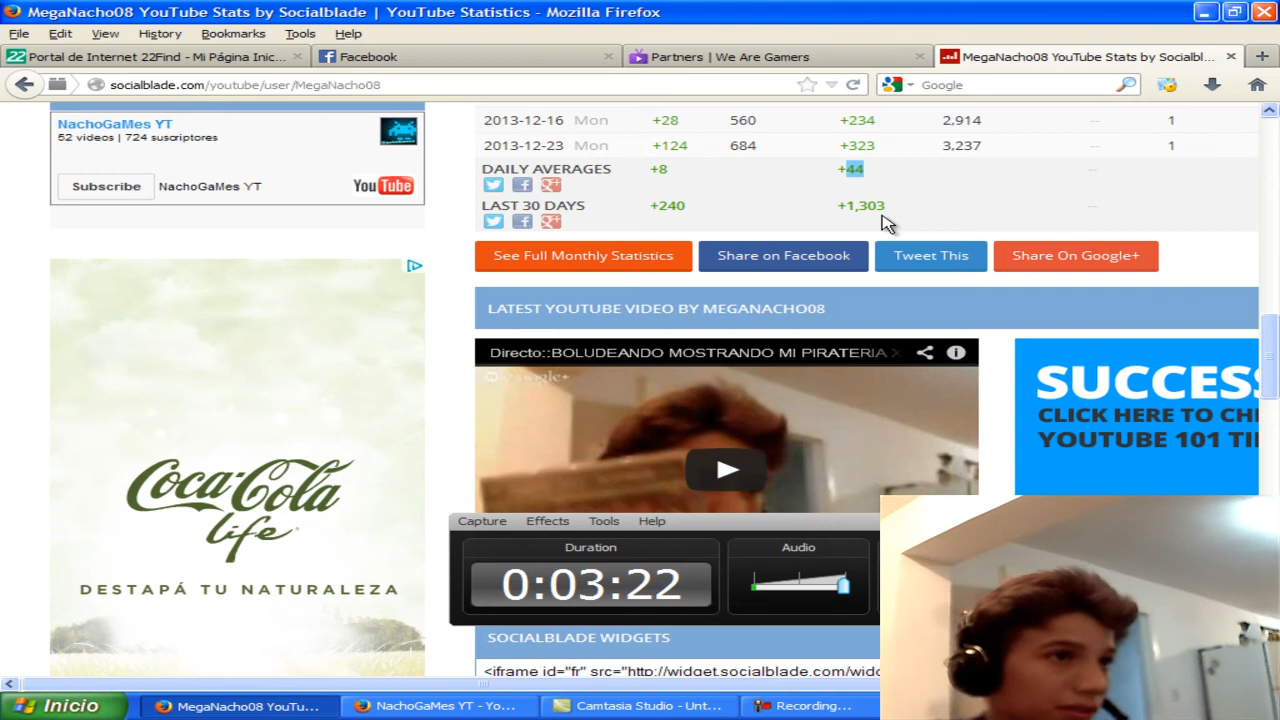 MegaNacho08 YouTube Stats by Socialblade | YouTube Statistics - Mozilla Firefox
File Edit View History Bookmarks Tools Help
22 Portal de Internet 22Find - Mi Página Inic... Facebook Partners | We Are Gamers MegaNacho08 YouTube Stats by Socialbl...
socialblade.com/youtube/user/MegaNacho08 Google
NachoGaMes YT
52 videos | 724 suscriptores
Subscribe NachoGaMes YT YouTube
2013-12-16 Mon +28 560 +234 2,914 -- 1
2013-12-23 Mon +124 684 +323 3,237 -- 1
DAILY AVERAGES +8 +44 --
LAST 30 DAYS +240 +1,303 --
See Full Monthly Statistics Share on Facebook Tweet This Share On Google+
LATEST YOUTUBE VIDEO BY MEGANACHO08
Directo::BOLUDEANDO MOSTRANDO MI PIRATERIA X
Google+
SUCCESS
CLICK HERE TO CH
YOUTUBE 101 TI
Coca-Cola
life
DESTAPÁ TU NATURALEZA
Capture Effects Tools Help
Duration Audio
0:03:22
SOCIALBLADE WIDGETS
<iframe id="fr" src="http://widget.socialblade.com/widg
Inicio MegaNacho08 YouTu... NachoGaMes YT - Yo... Camtasia Studio - Unt... Recording...